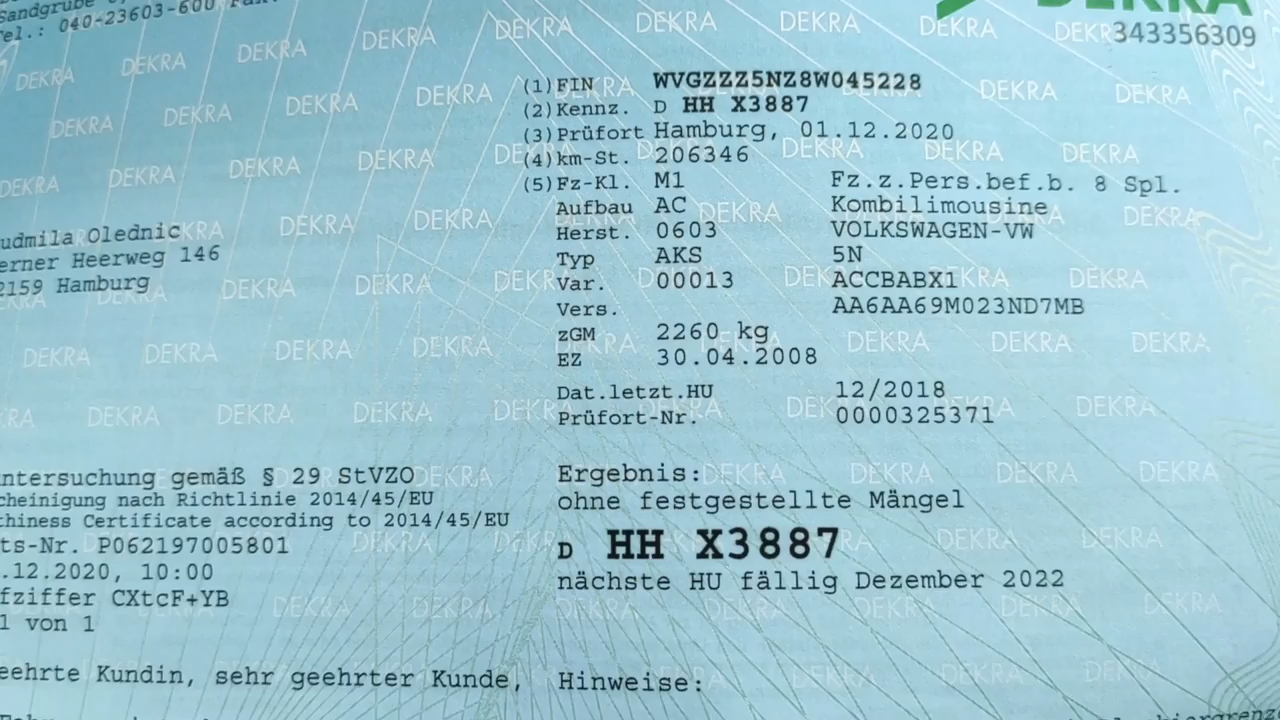 Tel.: 040-23603-600
DEKRA
343356309
(1) FIN WVGZZZ5NZ8W045228
(2) Kennz. D HH X3887
(3) Prüfort Hamburg, 01.12.2020
(4) km-St. 206346
(5) Fz-Kl. M1 Fz.z.Pers.bef.b. 8 Spl.
Aufbau AC Kombilimousine
Herst. 0603 VOLKSWAGEN-VW
Typ AKS 5N
Var. 00013 ACCBABX1
Vers. AA6AA69M023ND7MB
zGM 2260 kg
EZ 30.04.2008
Dat.letzt.HU 12/2018
Prüfort-Nr. 0000325371
udmila Olednic
erner Heerweg 146
2159 Hamburg
ntersuchung gemäß § 29 StVZO
cheinigung nach Richtlinie 2014/45/EU
thiness Certificate according to 2014/45/EU
ts-Nr. P062197005801
.12.2020, 10:00
fziffer CXtcF+YB
1 von 1
eehrte Kundin, sehr geehrter Kunde,
Ergebnis:
ohne festgestellte Mängel
D HH X3887
nächste HU fällig Dezember 2022
Hinweise: